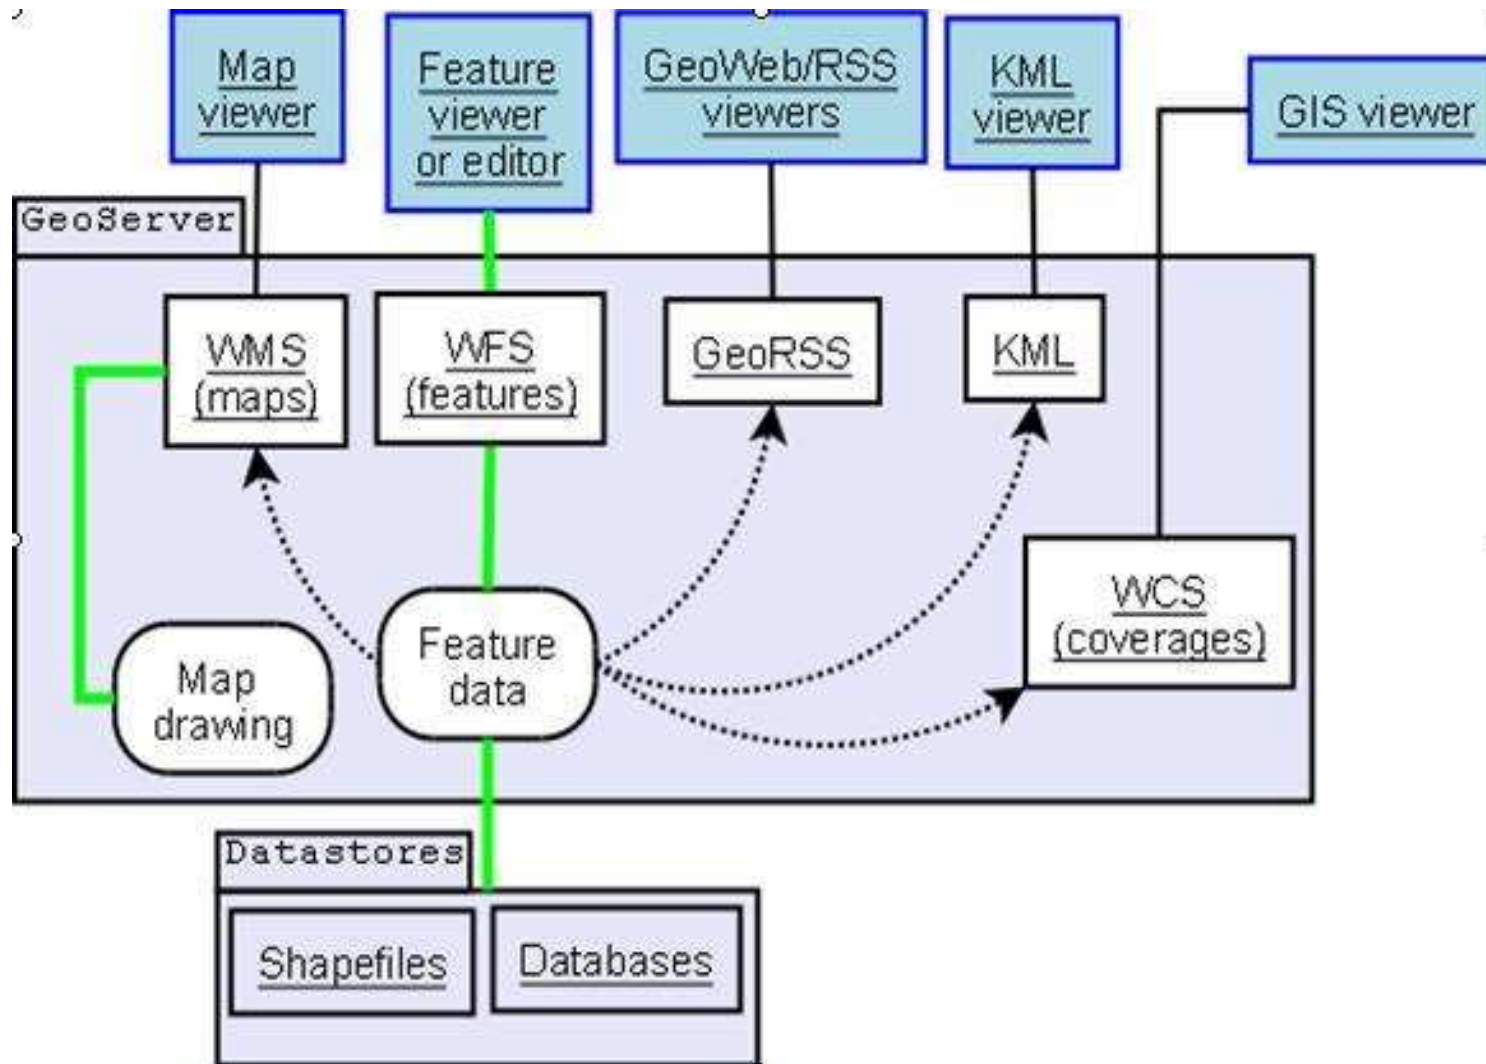 Map
viewer
Feature
viewer
or editor
GeoWeb/RSS
viewers
KML
viewer
GIS viewer
GeoServer
WMS
(maps)
WFS
(features)
GeoRSS
KML
WCS
(coverages)
Map
drawing
Feature
data
Datastores
Shapefiles
Databases